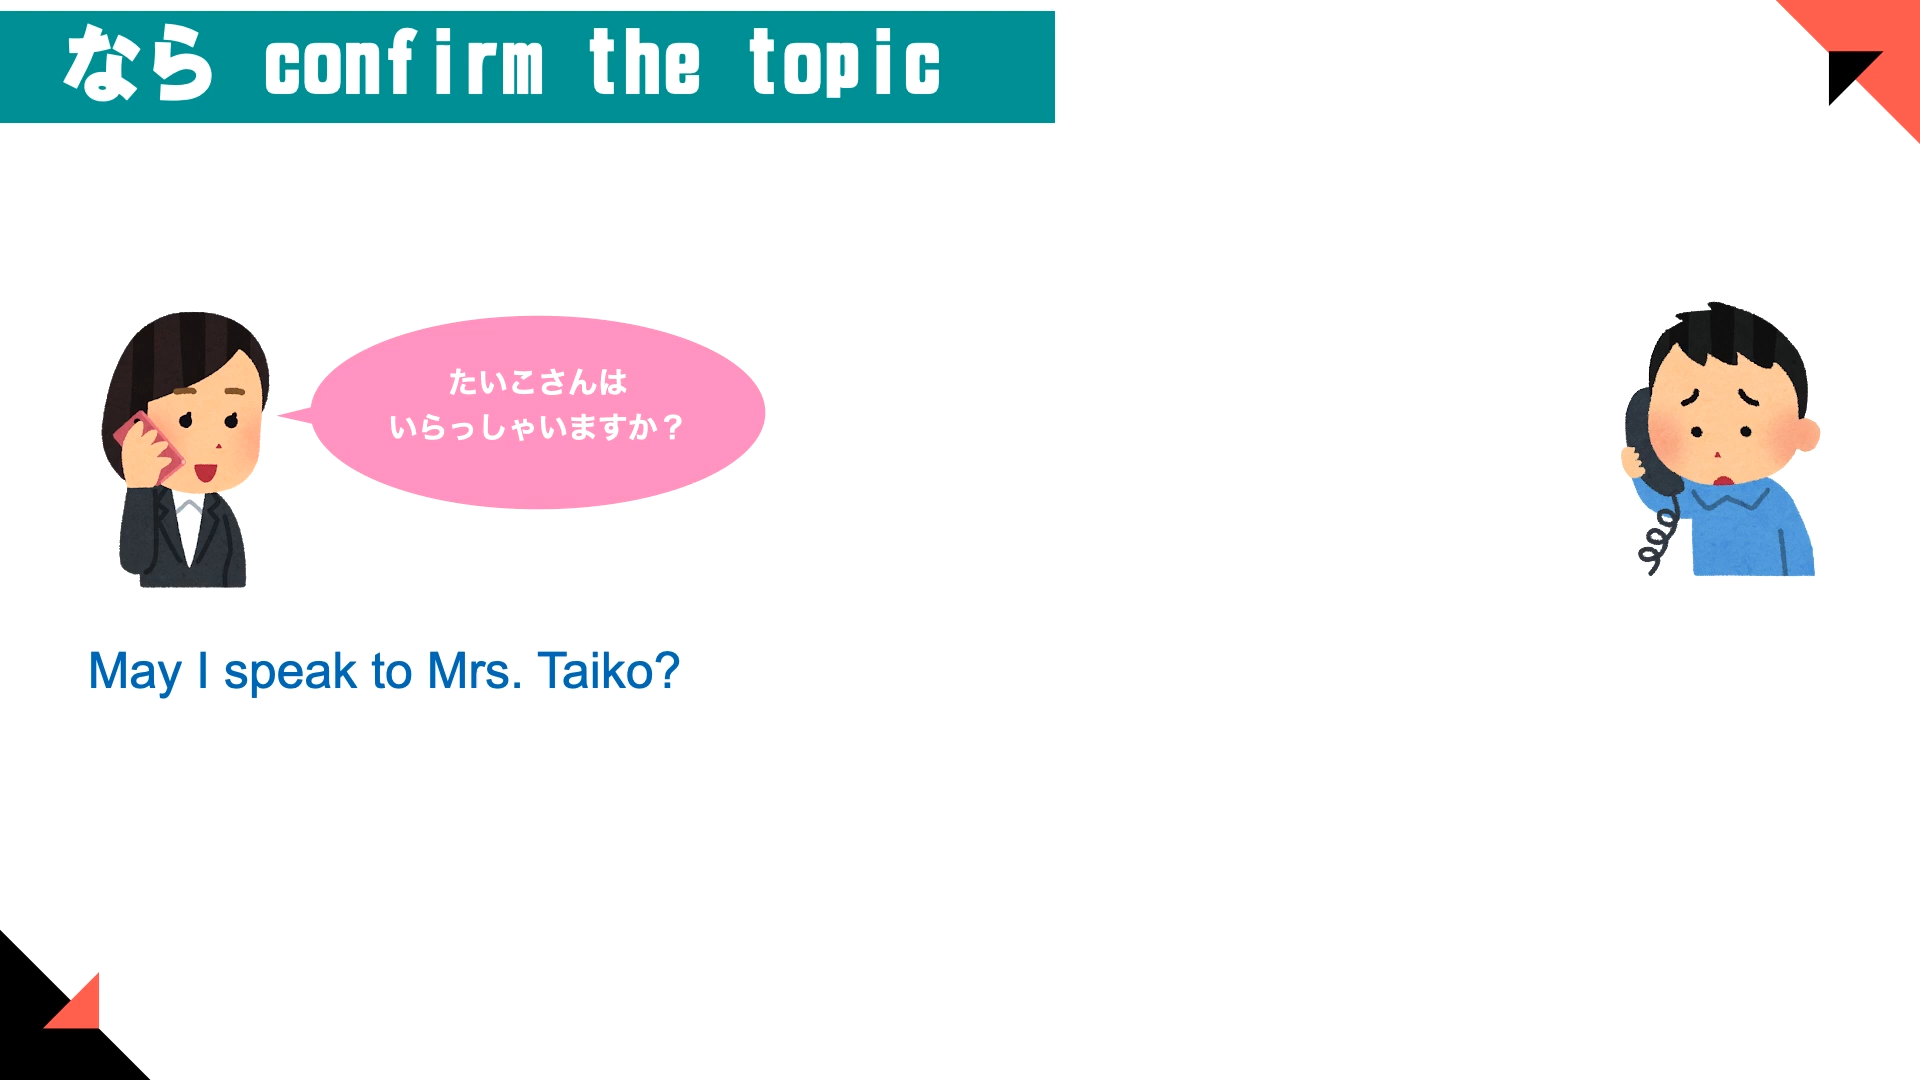 なら confirm the topic
たいこさんは
いらっしゃいますか？
May I speak to Mrs. Taiko?